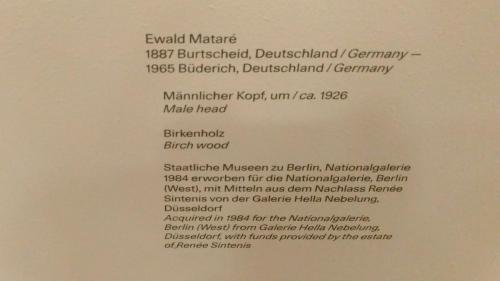 Ewald Mataré
1887 Burtscheid, Deutschland / Germany —
1965 Büderich, Deutschland / Germany
Männlicher Kopf, um / ca. 1926
Male head
Birkenholz
Birch wood
Staatliche Museen zu Berlin, Nationalgalerie
1984 erworben für die Nationalgalerie, Berlin
(West), mit Mitteln aus dem Nachlass Renée
Sintenis von der Galerie Hella Nebelung,
Düsseldorf
Acquired in 1984 for the Nationalgalerie,
Berlin (West) from Galerie Hella Nebelung,
Düsseldorf, with funds provided by the estate
of Renée Sintenis